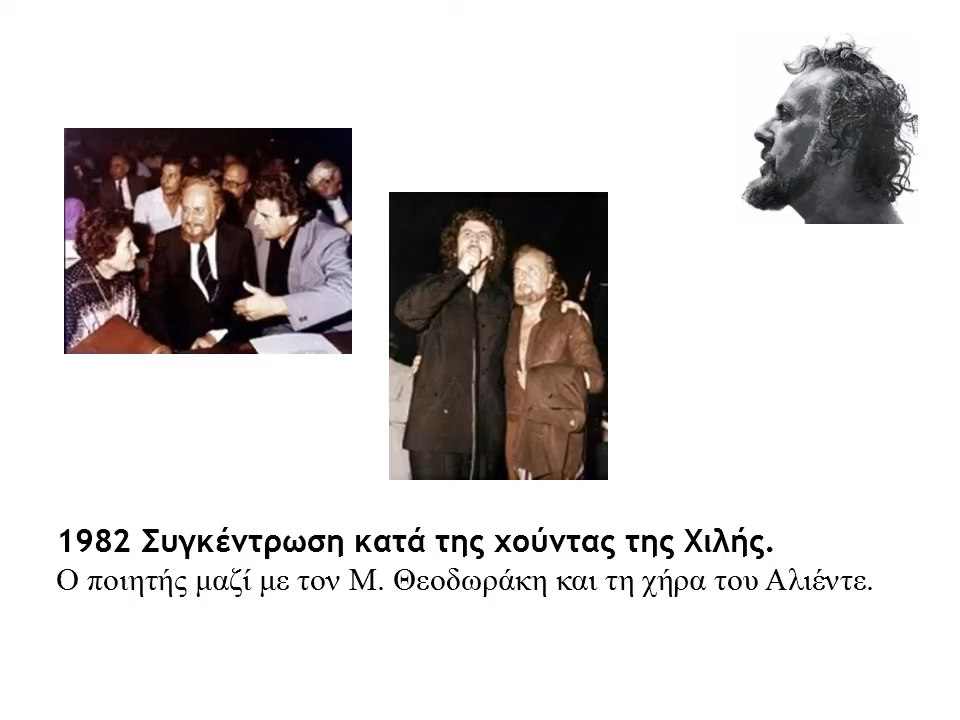 1982 Συγκέντρωση κατά της χούντας της Χιλής.
Ο ποιητής μαζί με τον Μ. Θεοδωράκη και τη χήρα του Αλιέντε.